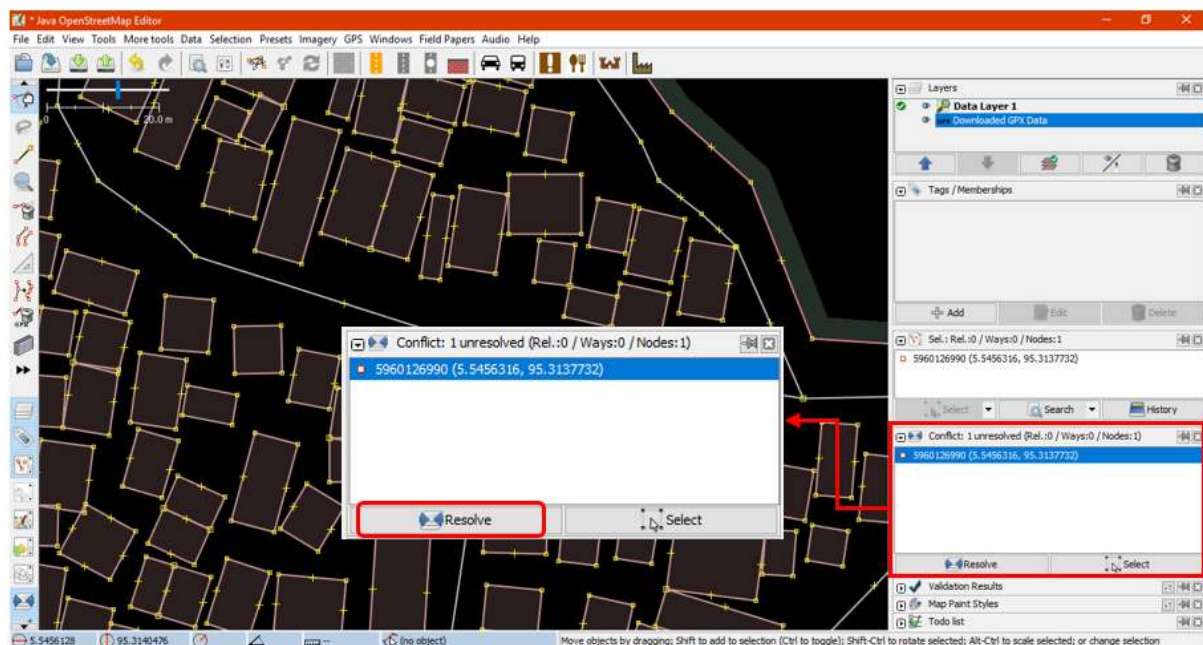 * Java OpenStreetMap Editor
File Edit View Tools More tools Data Selection Presets Imagery GPS Windows Field Papers Audio Help
0 20.0 m
Layers
Data Layer 1
Downloaded GPX Data
Tags / Memberships
Add Edit Delete
Sel.: Rel.:0 / Ways:0 / Nodes:1
5960126990 (5.5456316, 95.3137732)
Select Search History
Conflict: 1 unresolved (Rel.:0 / Ways:0 / Nodes:1)
5960126990 (5.5456316, 95.3137732)
Resolve Select
Conflict: 1 unresolved (Rel.:0 / Ways:0 / Nodes:1)
5960126990 (5.5456316, 95.3137732)
Resolve Select
Validation Results
Map Paint Styles
Todo list
5.5456128 95.3140476 -- (no object) Move objects by dragging; Shift to add to selection (Ctrl to toggle); Shift-Ctrl to rotate selected; Alt-Ctrl to scale selected; or change selection